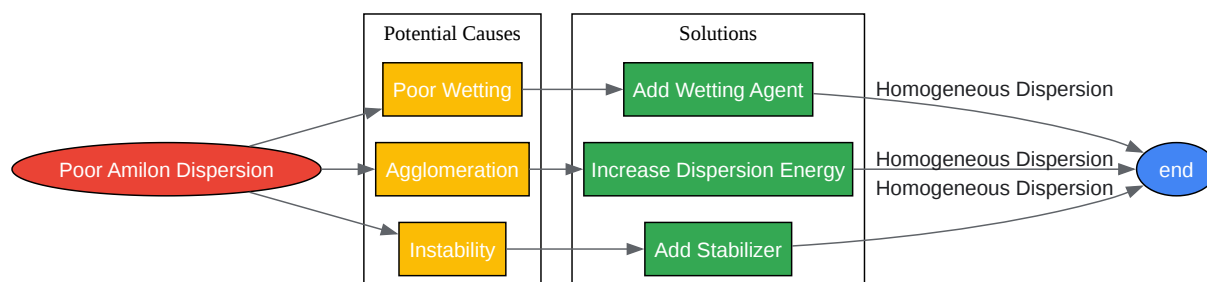 Potential Causes
Solutions
Poor Wetting
Add Wetting Agent
Homogeneous Dispersion
Poor Amilon Dispersion
Agglomeration
Increase Dispersion Energy
Homogeneous Dispersion
end
Homogeneous Dispersion
Instability
Add Stabilizer